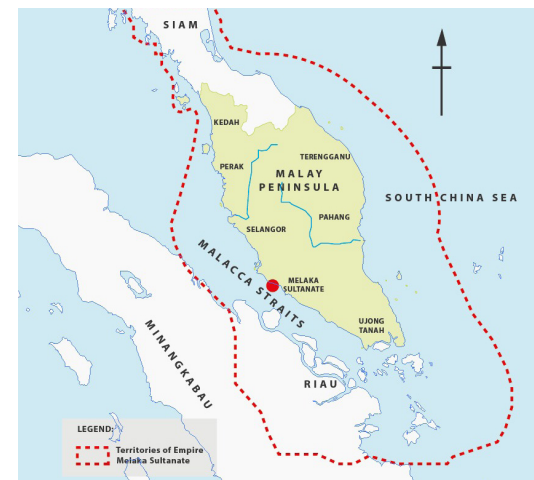 SIAM
KEDAH
PERAK
TERENGGANU
MALAY
PENINSULA
SOUTH CHINA SEA
PAHANG
SELANGOR
MALACCA STRAITS
MELAKA
SULTANATE
UJONG
TANAH
MINANGKABAU
RIAU
LEGEND:
Territories of Empire
Melaka Sultanate